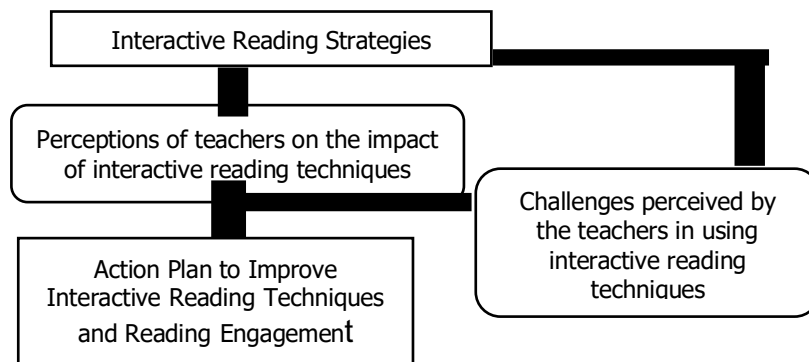 Interactive Reading Strategies
Perceptions of teachers on the impact
of interactive reading techniques
Challenges perceived by
the teachers in using
interactive reading
techniques
Action Plan to Improve
Interactive Reading Techniques
and Reading Engagement